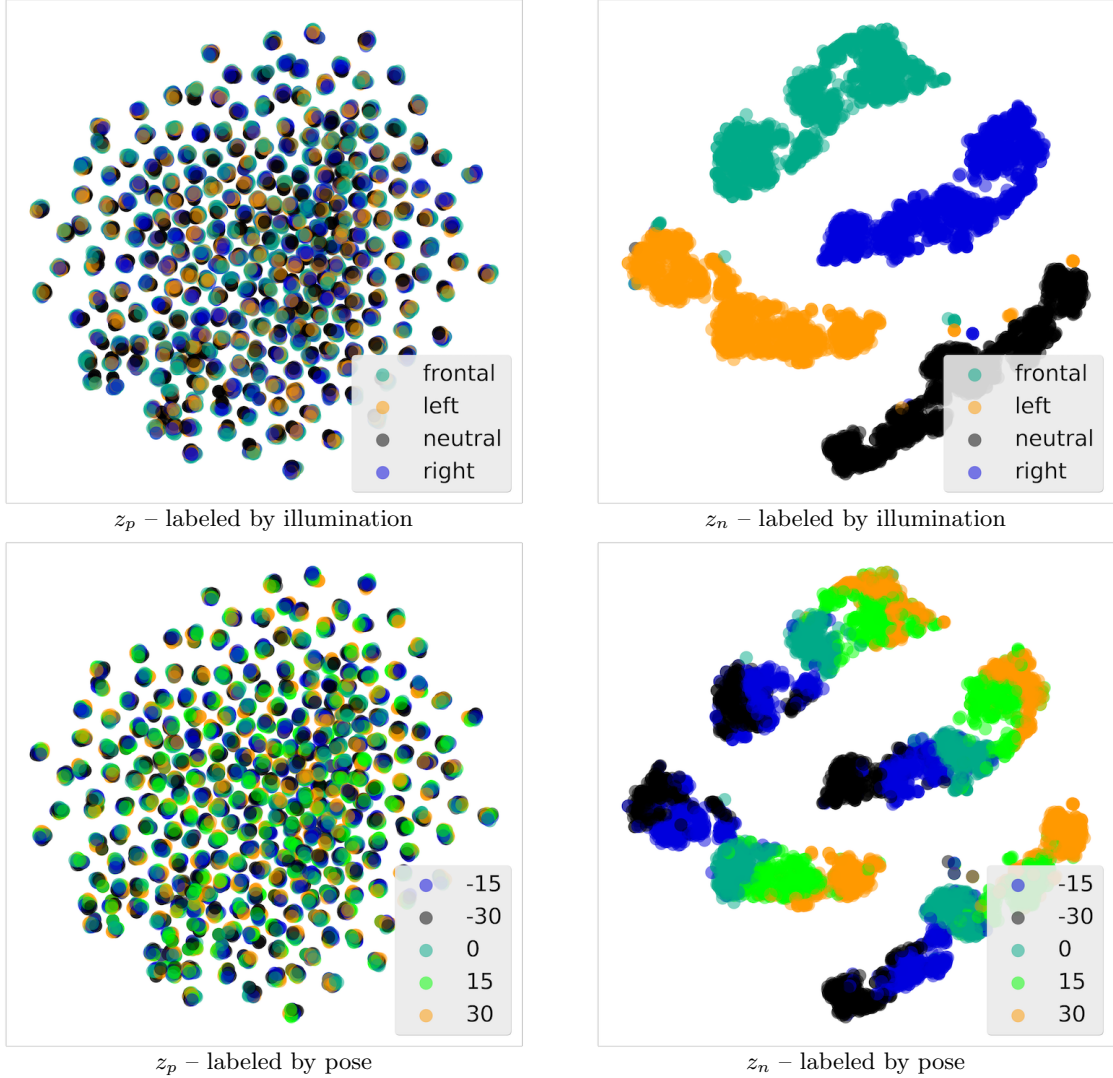 frontal
left
neutral
right
z_p – labeled by illumination
frontal
left
neutral
right
z_n – labeled by illumination
-15
-30
0
15
30
z_p – labeled by pose
-15
-30
0
15
30
z_n – labeled by pose